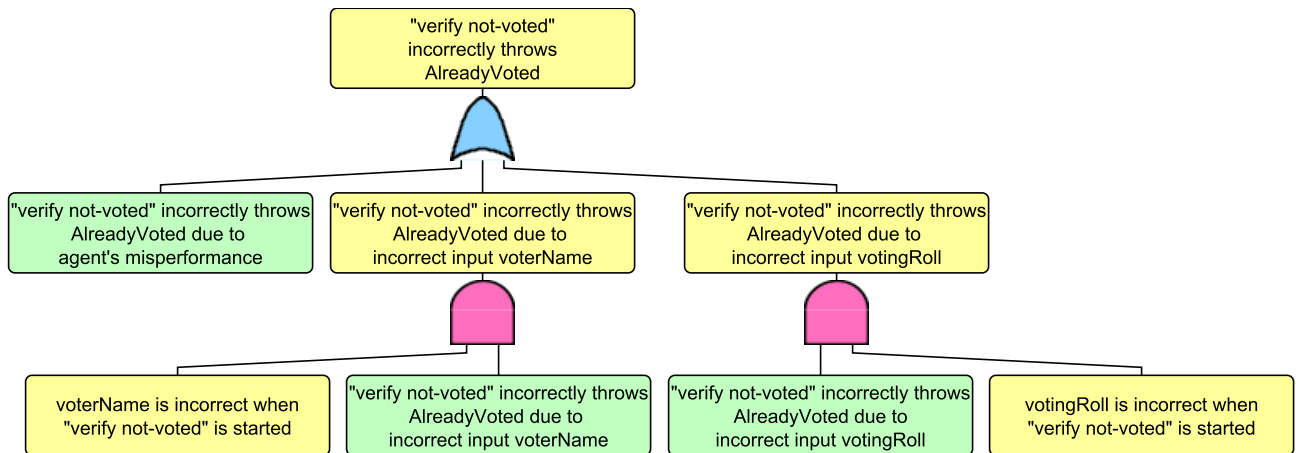 "verify not-voted"
incorrectly throws
AlreadyVoted
"verify not-voted" incorrectly throws
AlreadyVoted due to
agent's misperformance
"verify not-voted" incorrectly throws
AlreadyVoted due to
incorrect input voterName
"verify not-voted" incorrectly throws
AlreadyVoted due to
incorrect input votingRoll
voterName is incorrect when
"verify not-voted" is started
"verify not-voted" incorrectly throws
AlreadyVoted due to
incorrect input voterName
"verify not-voted" incorrectly throws
AlreadyVoted due to
incorrect input votingRoll
votingRoll is incorrect when
"verify not-voted" is started